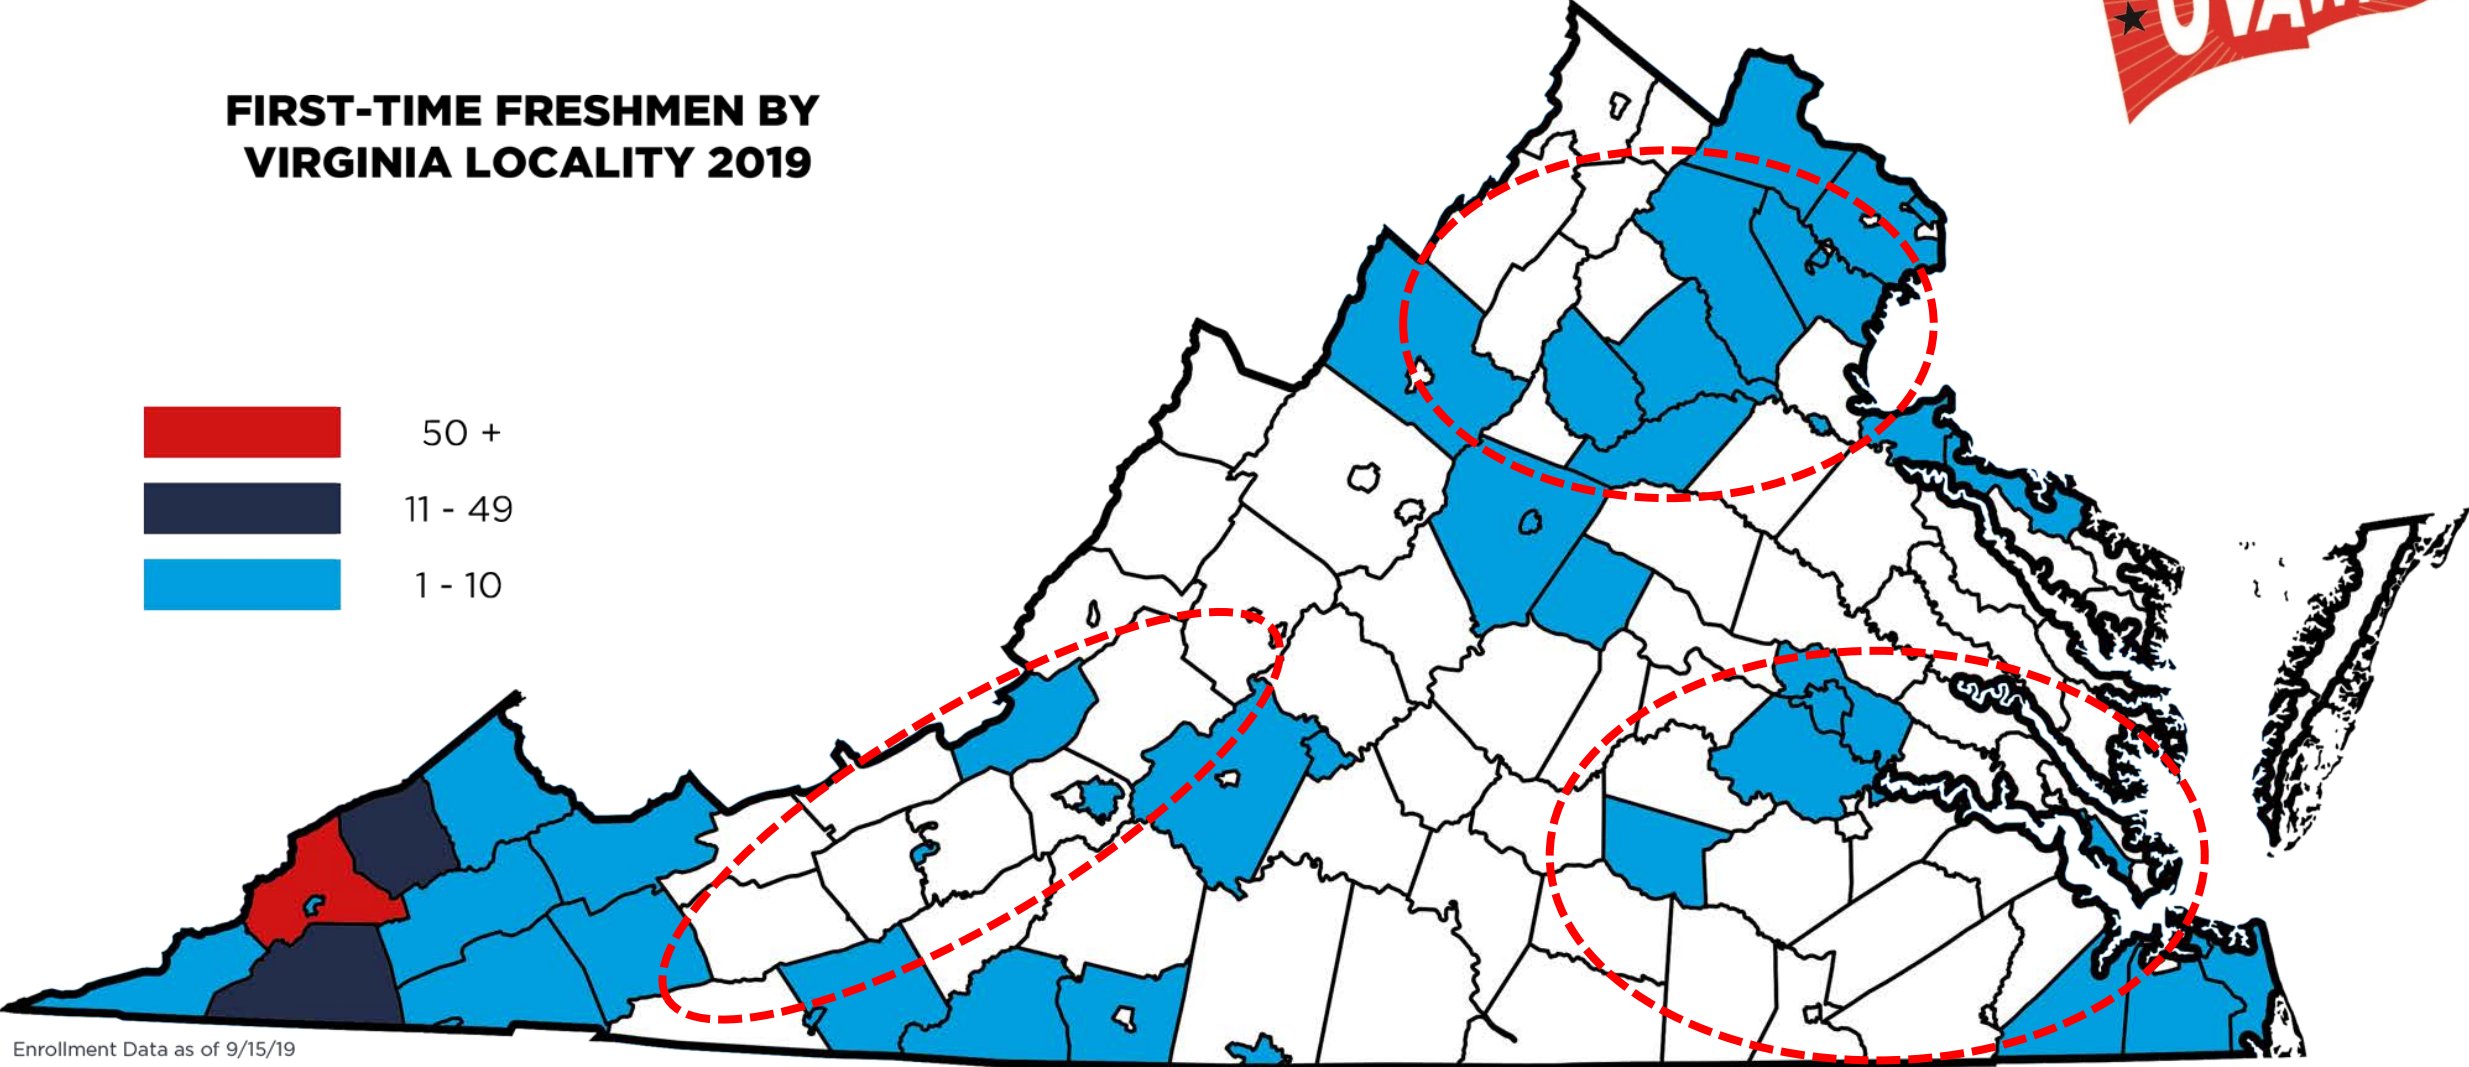 FIRST-TIME FRESHMEN BY
VIRGINIA LOCALITY 2019
50 +
11 - 49
1 - 10
Enrollment Data as of 9/15/19